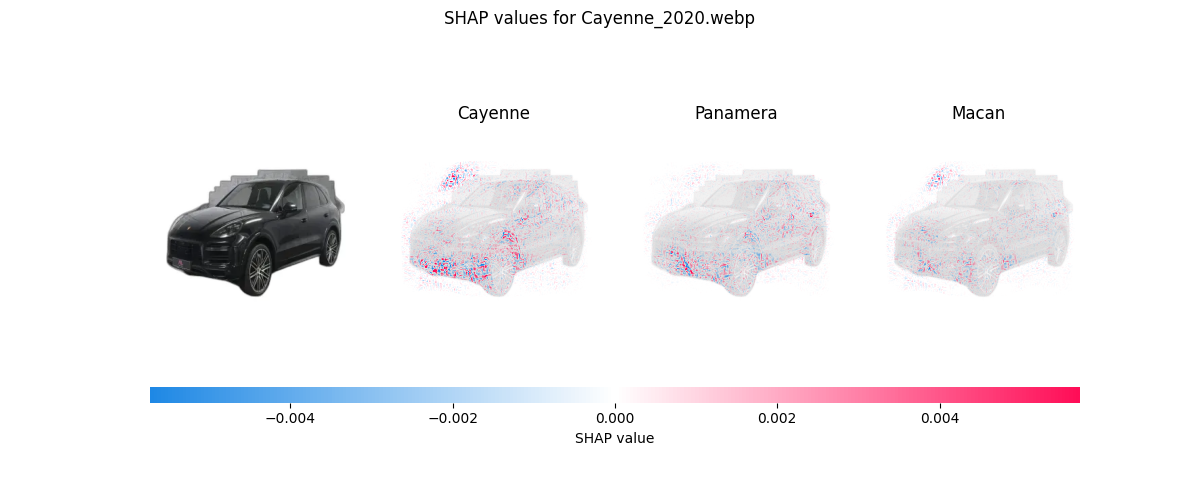 SHAP values for Cayenne_2020.webp
Cayenne Panamera Macan
−0.004 −0.002 0.000 0.002 0.004
SHAP value